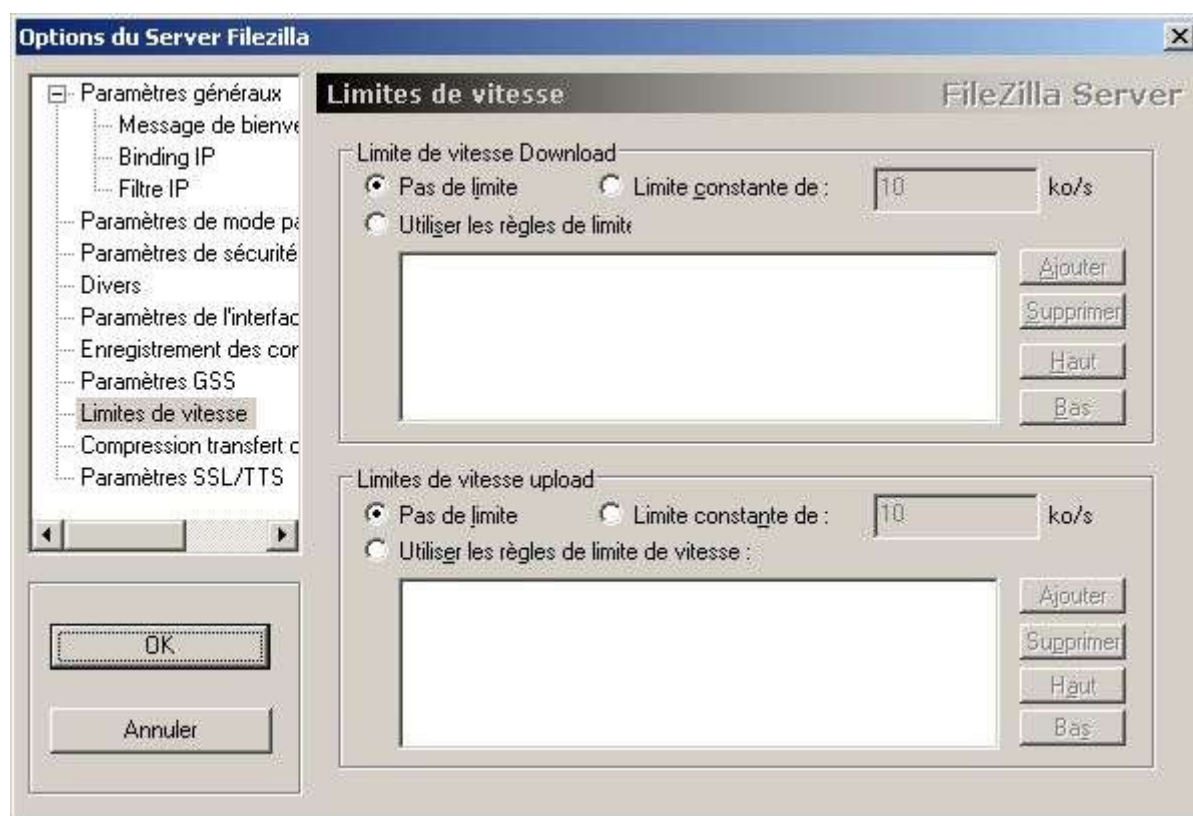 Options du Server Filezilla
Paramètres généraux
Message de bienve
Binding IP
Filtre IP
Paramètres de mode pa
Paramètres de sécurité
Divers
Paramètres de l'interfac
Enregistrement des cor
Paramètres GSS
Limites de vitesse
Compression transfert c
Paramètres SSL/TTS
OK
Annuler
Limites de vitesse
FileZilla Server
Limite de vitesse Download
Pas de limite Limite constante de : 10 ko/s
Utiliser les règles de limite
Ajouter
Supprimer
Haut
Bas
Limites de vitesse upload
Pas de limite Limite constante de : 10 ko/s
Utiliser les règles de limite de vitesse :
Ajouter
Supprimer
Haut
Bas